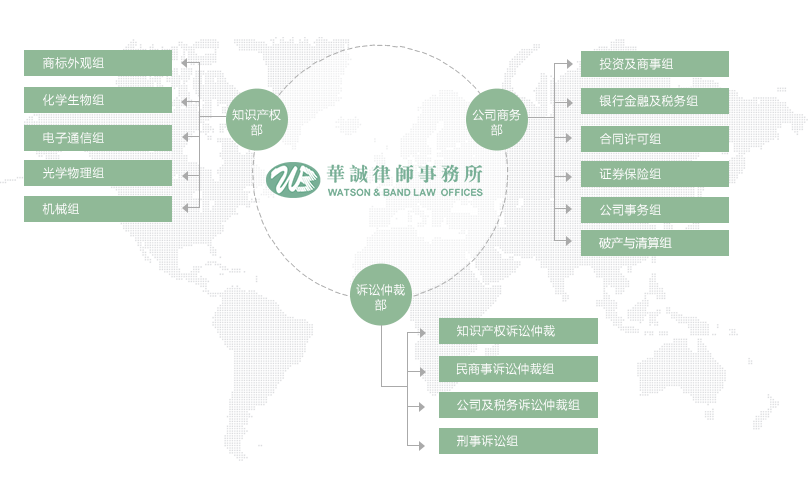 商标外观组
化学生物组
电子通信组
光学物理组
机械组
知识产权
部
公司商务
部
投资及商事组
银行金融及税务组
合同许可组
证券保险组
公司事务组
破产与清算组
華誠律師事務所
WATSON & BAND LAW OFFICES
诉讼仲裁
部
知识产权诉讼仲裁
民商事诉讼仲裁组
公司及税务诉讼仲裁组
刑事诉讼组